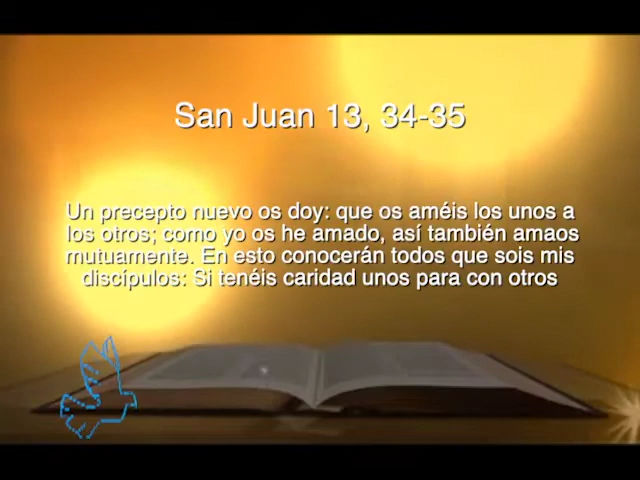 San Juan 13, 34-35
Un precepto nuevo os doy: que os améis los unos a
los otros; como yo os he amado, así también amaos
mutuamente. En esto conocerán todos que sois mis
discípulos: Si tenéis caridad unos para con otros